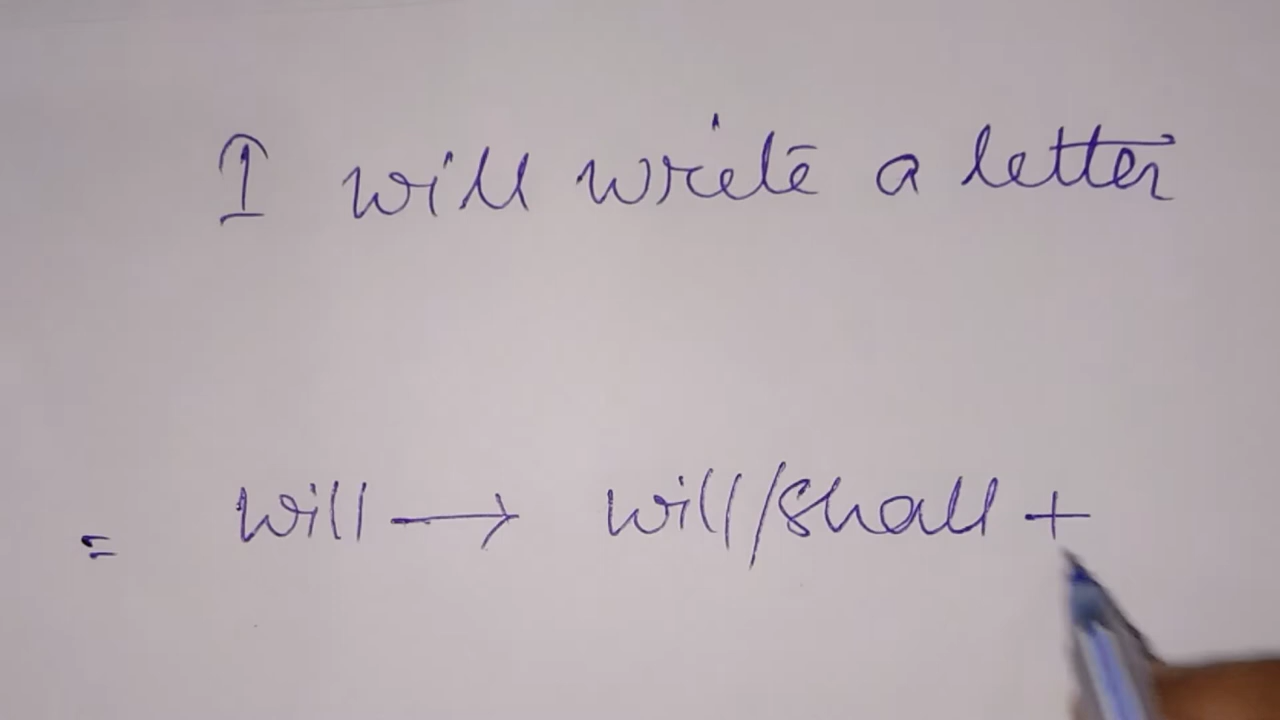 I will write a letter
= will → will/shall +